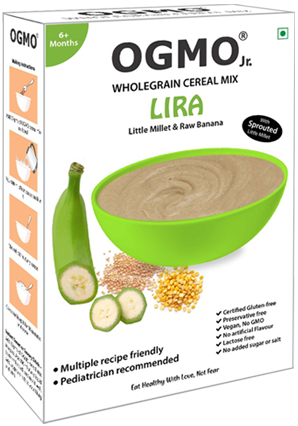 6+
Months
OGMO® Jr.
WHOLEGRAIN CEREAL MIX
LIRA
Little Millet & Raw Banana
With
Sprouted
Little Millet
• Multiple recipe friendly
• Pediatrician recommended
✓ Certified Gluten free
✓ Preservative free
✓ Vegan, No GMO
✓ No artificial Flavour
✓ Lactose free
✓ No added sugar or salt
Eat Healthy With Love, Not Fear